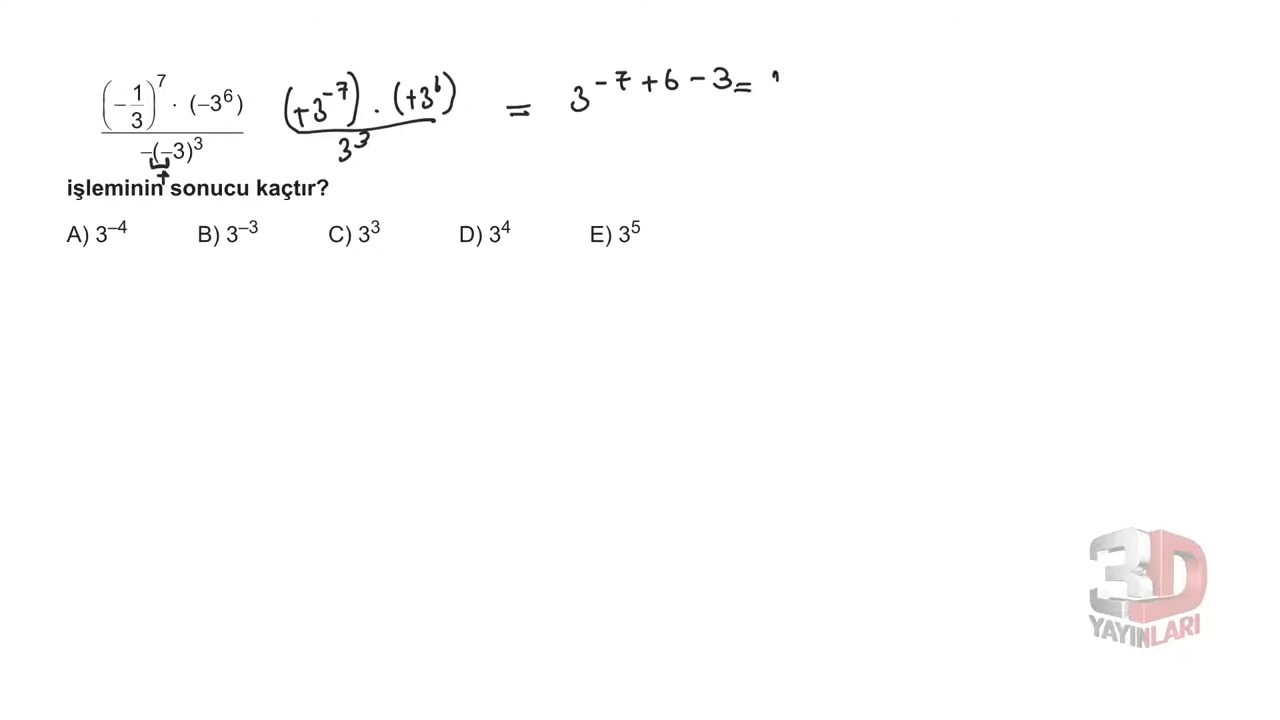 (-1/3)^7 · (–3^6) / –(–3)^3 (+3^-7) . (+3^6) / 3^3 = 3^-7+6-3 =
+
işleminin sonucu kaçtır?
A) 3^–4 B) 3^–3 C) 3^3 D) 3^4 E) 3^5
3D
YAYINLARI